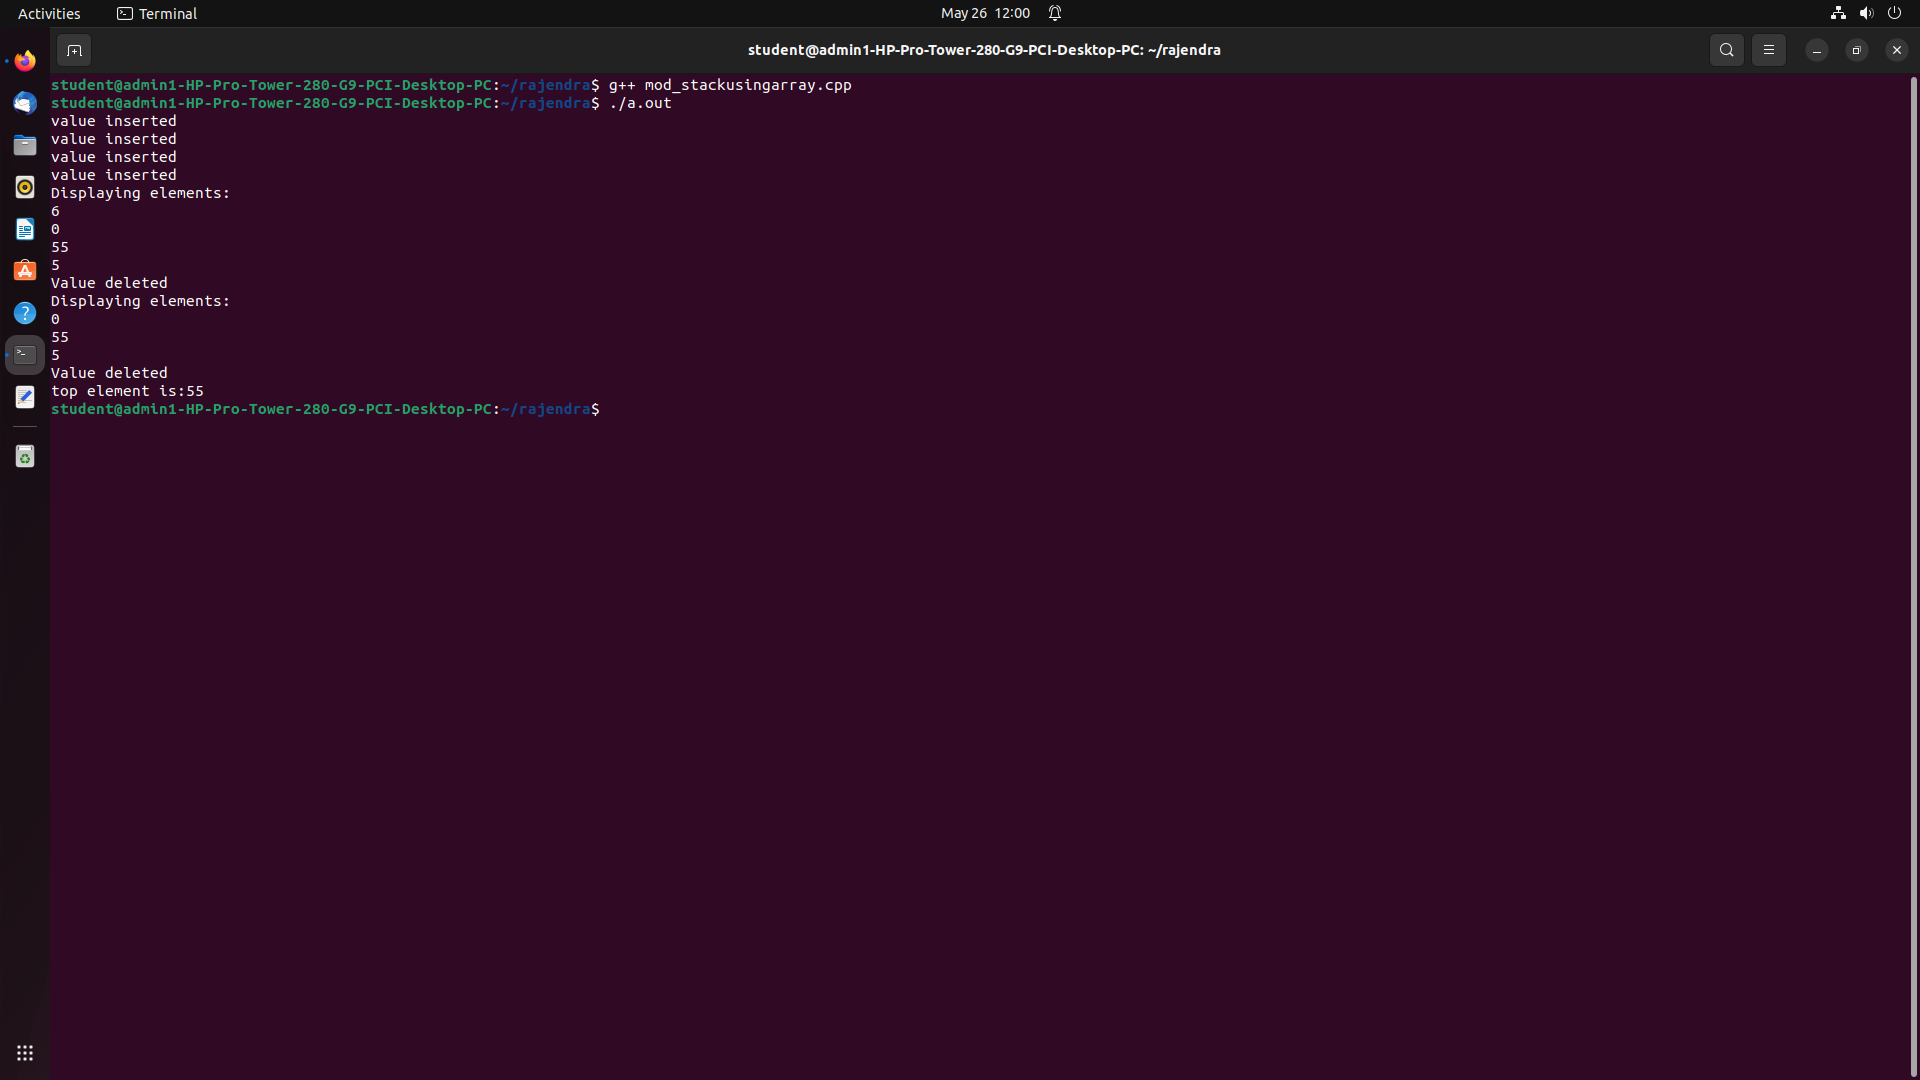 Activities
Terminal
May 26 12:00
student@admin1-HP-Pro-Tower-280-G9-PCI-Desktop-PC: ~/rajendra
student@admin1-HP-Pro-Tower-280-G9-PCI-Desktop-PC:~/rajendra$ g++ mod_stackusingarray.cpp
student@admin1-HP-Pro-Tower-280-G9-PCI-Desktop-PC:~/rajendra$ ./a.out
value inserted
value inserted
value inserted
value inserted
Displaying elements:
6
0
55
5
Value deleted
Displaying elements:
0
55
5
Value deleted
top element is:55
student@admin1-HP-Pro-Tower-280-G9-PCI-Desktop-PC:~/rajendra$